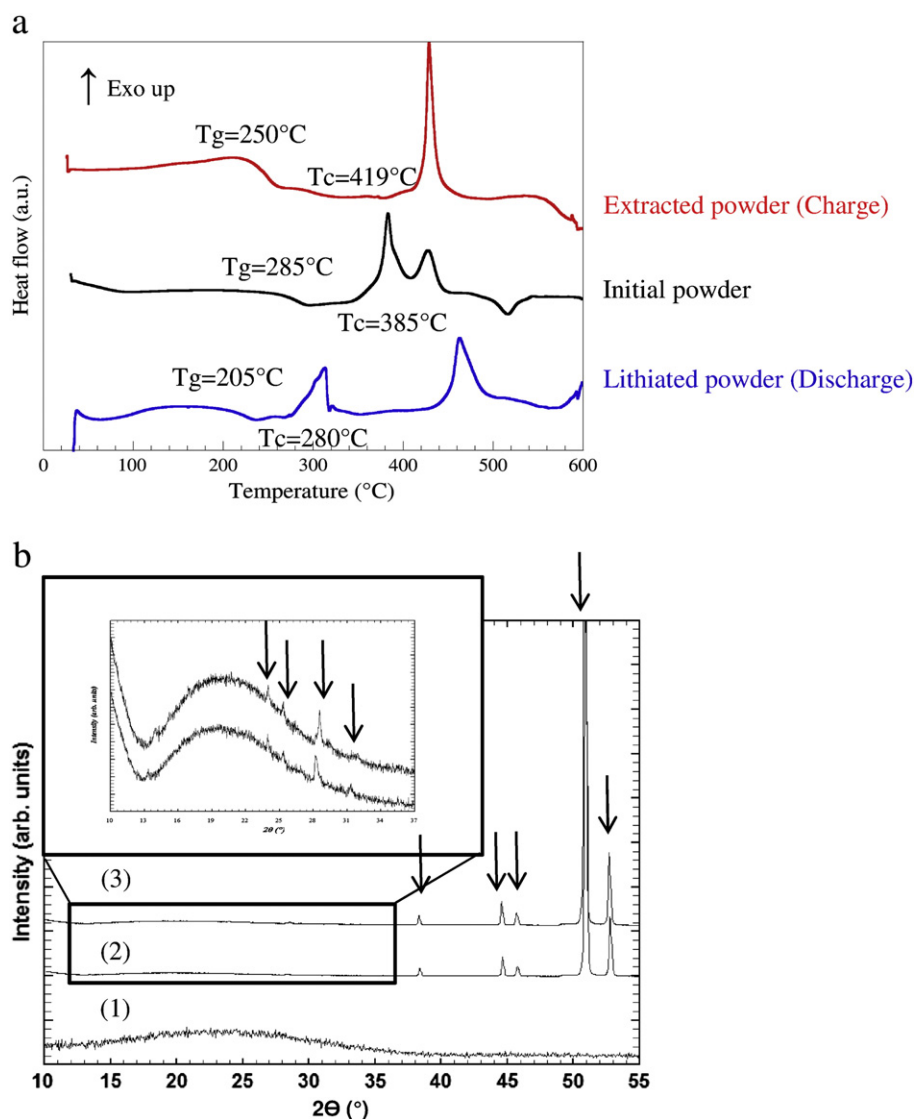 a
Exo up
Tg=250°C
Tc=419°C
Extracted powder (Charge)
Tg=285°C
Initial powder
Tc=385°C
Tg=205°C
Lithiated powder (Discharge)
Tc=280°C
Heat flow (a.u.)
0 100 200 300 400 500 600
Temperature (°C)
b
Intensity (arb. units)
10 13 16 19 22 25 28 31 34 37
2θ (°)
(3)
(2)
(1)
Intensity (arb. units)
10 15 20 25 30 35 40 45 50 55
2Θ (°)